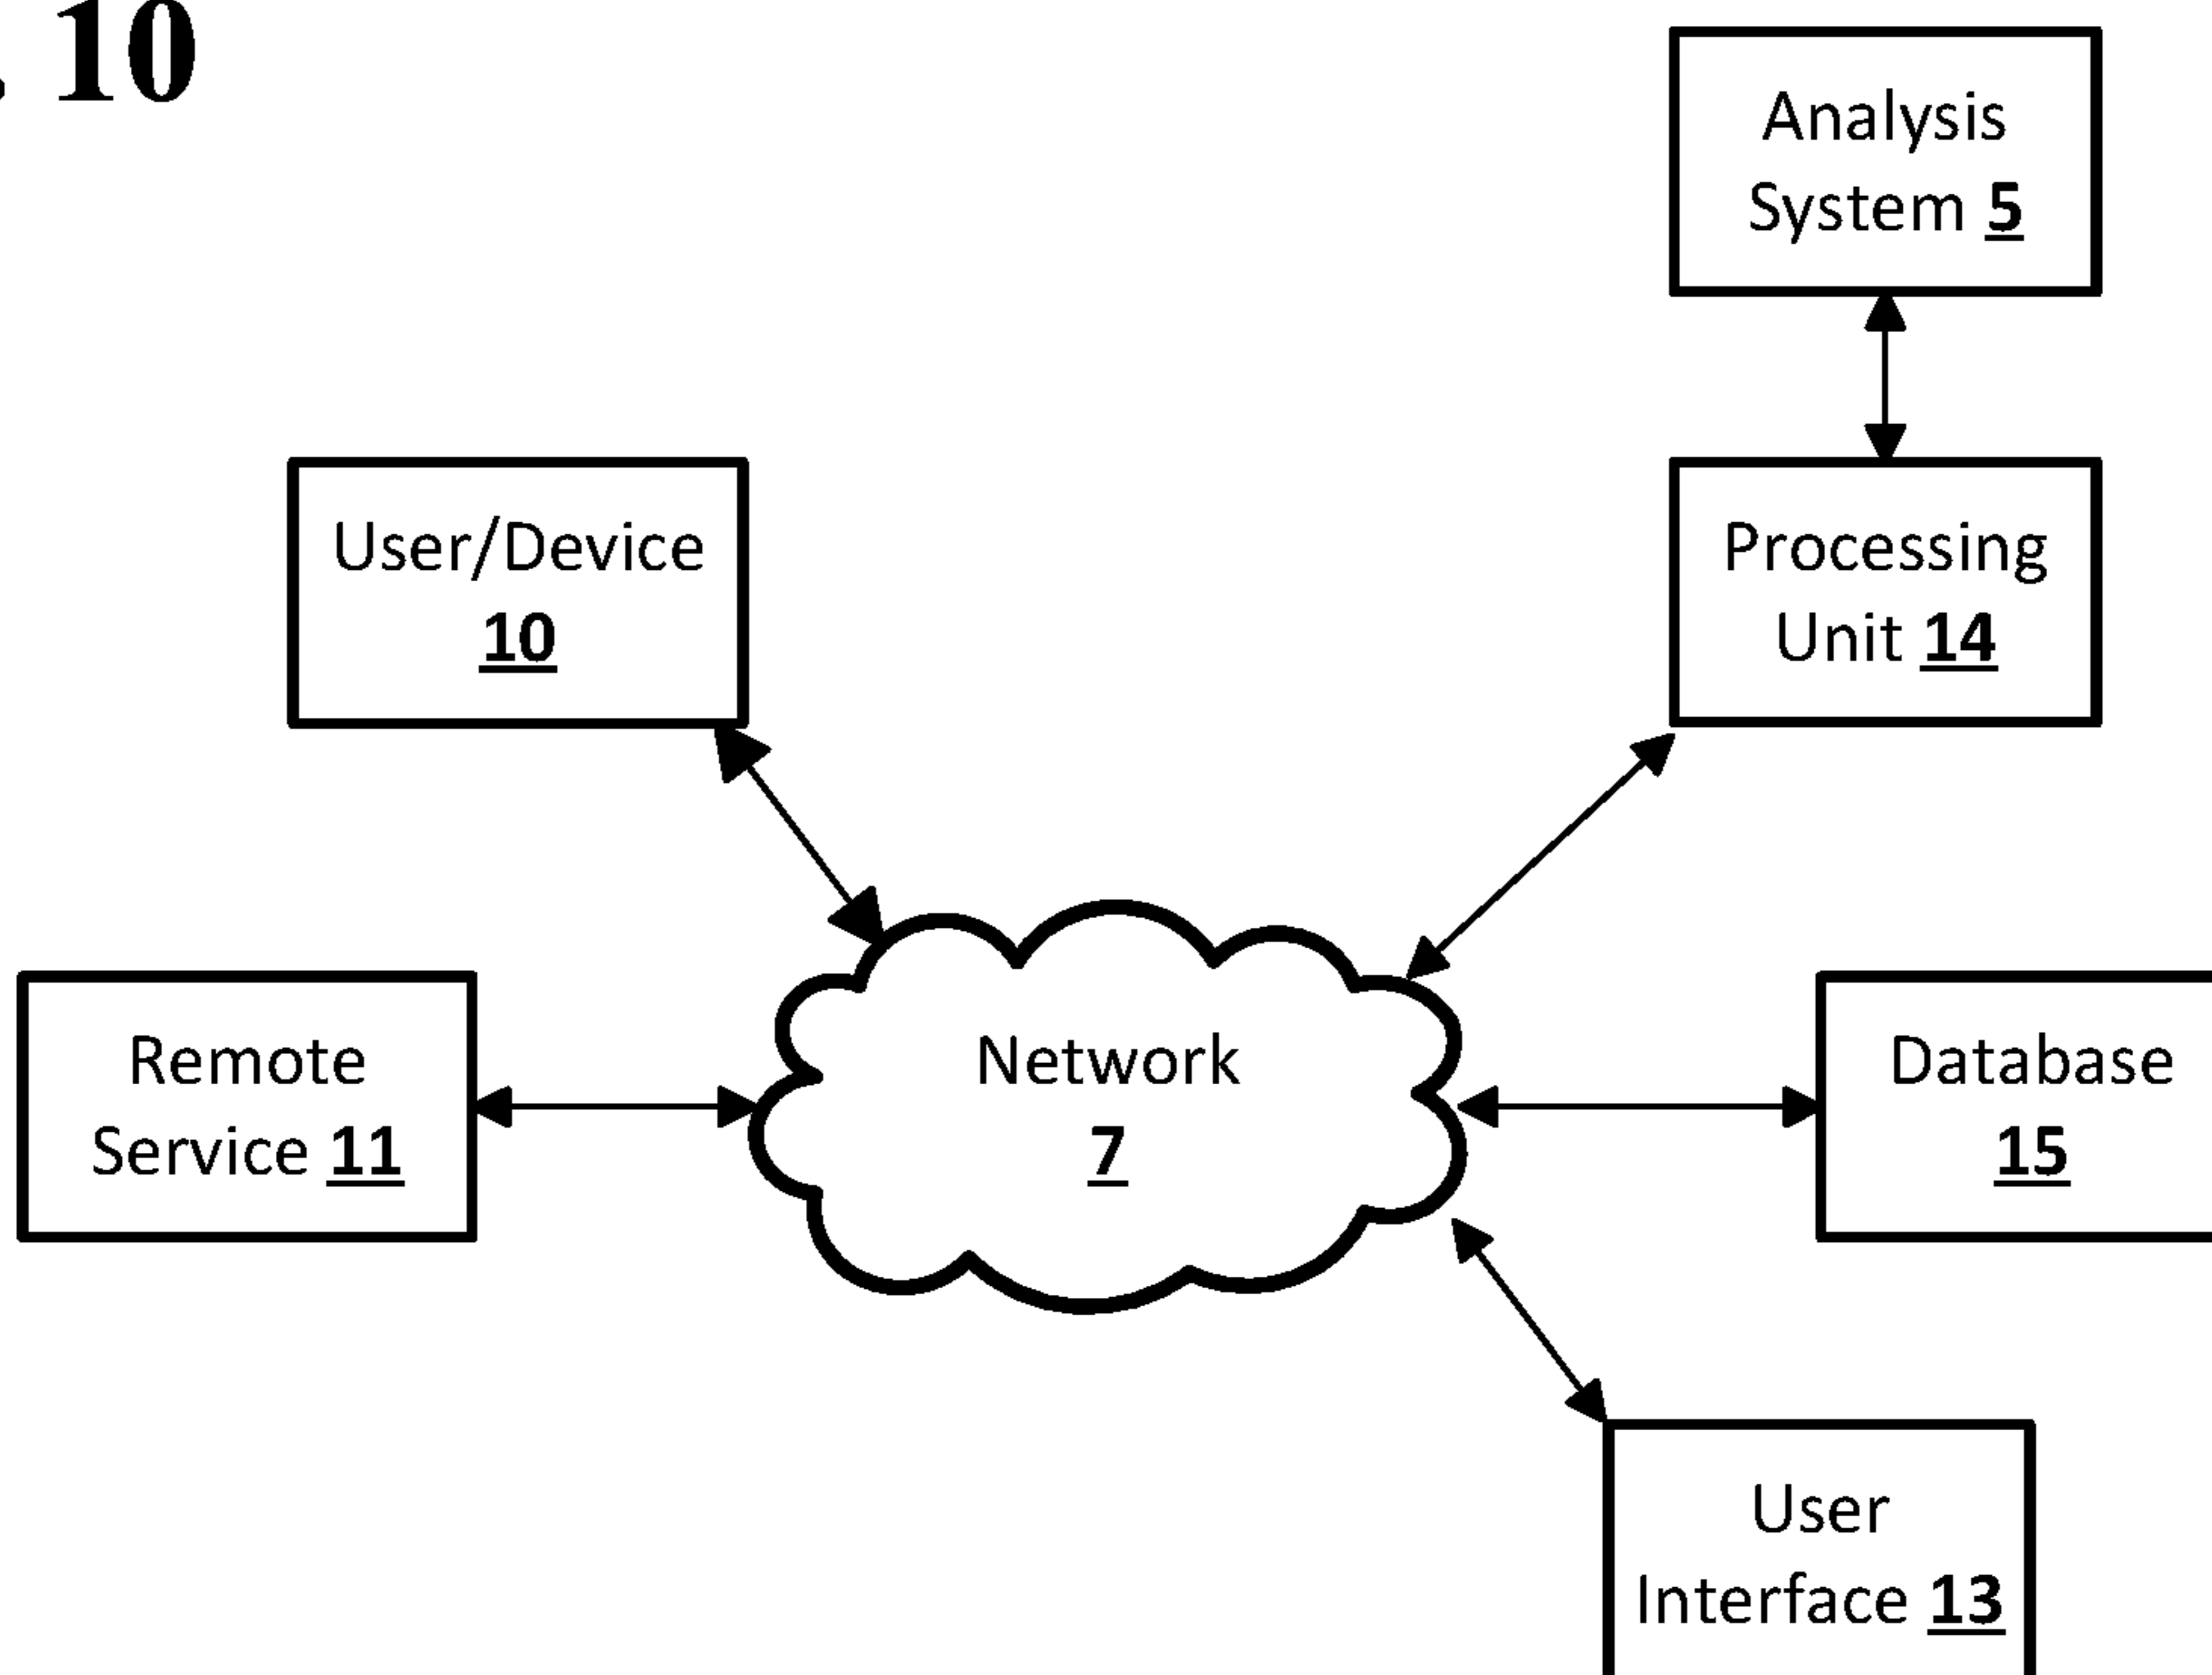 . 10
Analysis
System 5
User/Device
10
Processing
Unit 14
Remote
Service 11
Network
7
Database
15
User
Interface 13